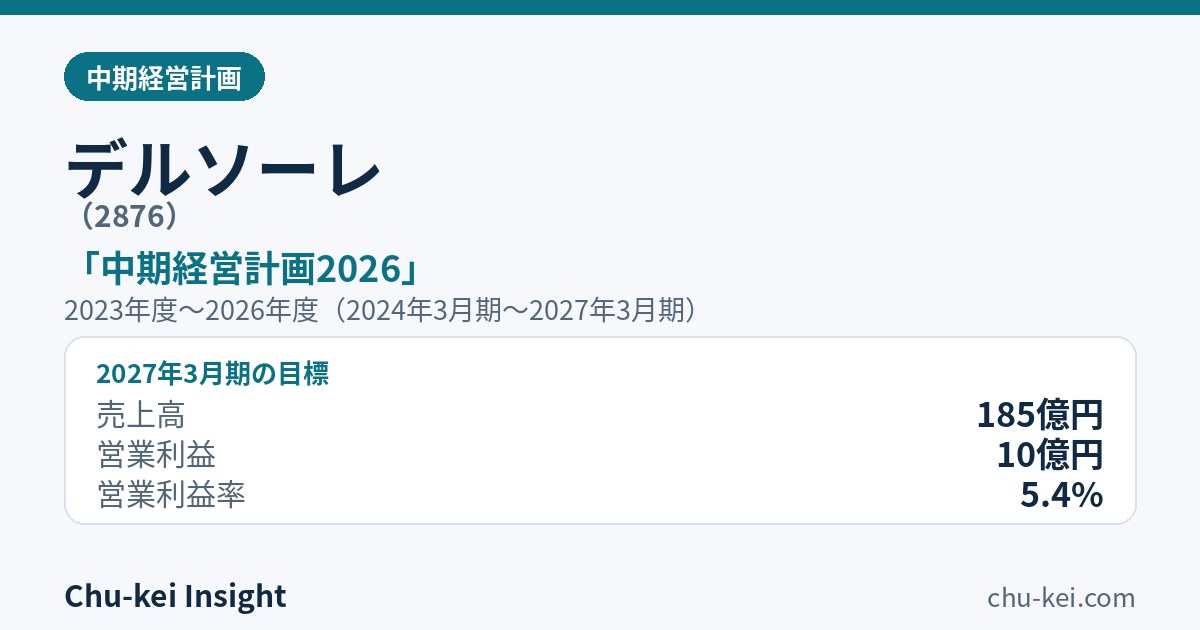 中期経営計画
デルソーレ
（2876）
「中期経営計画2026」
2023年度〜2026年度（2024年3月期〜2027年3月期）
2027年3月期の目標
売上高 185億円
営業利益 10億円
営業利益率 5.4%
Chu-kei Insight chu-kei.com